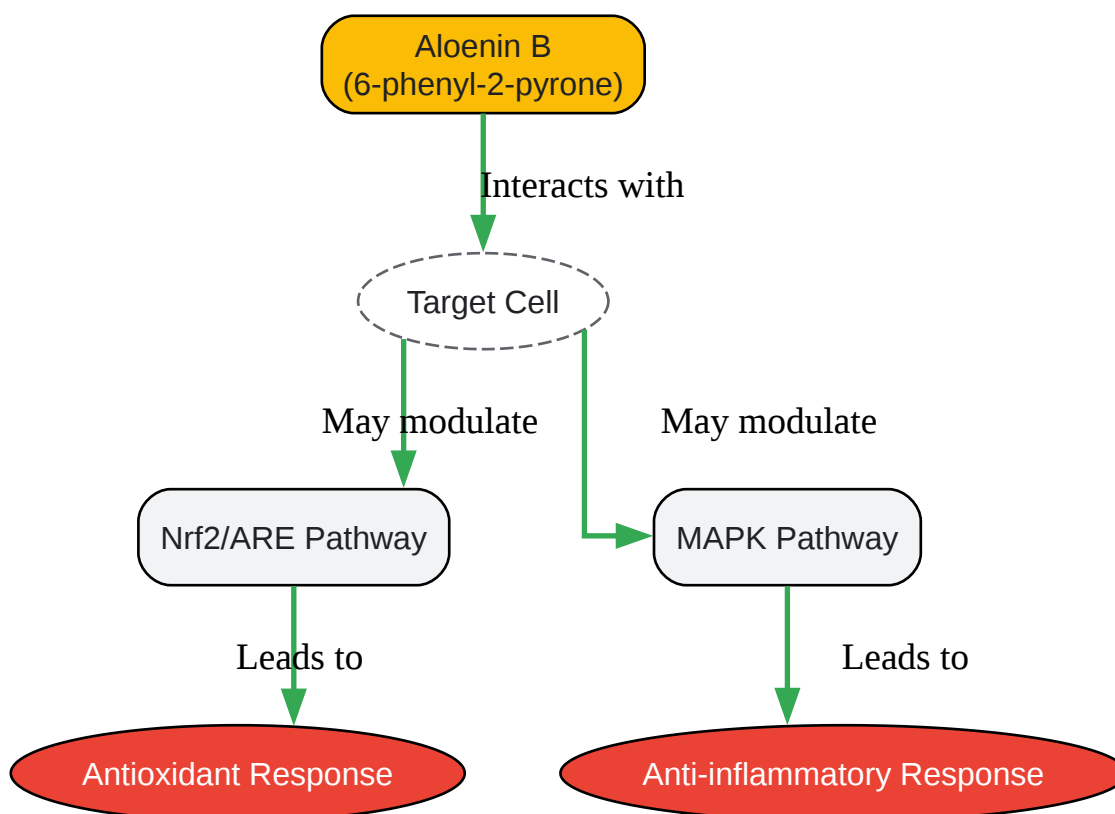 Aloenin B
(6-phenyl-2-pyrone)
Interacts with
Target Cell
May modulate
May modulate
Nrf2/ARE Pathway
MAPK Pathway
Leads to
Leads to
Antioxidant Response
Anti-inflammatory Response